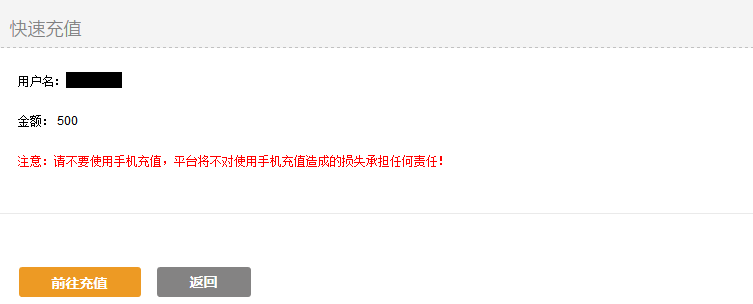 快速充值
用户名：
金额： 500
注意：请不要使用手机充值，平台将不对使用手机充值造成的损失承担任何责任！
前往充值 返回